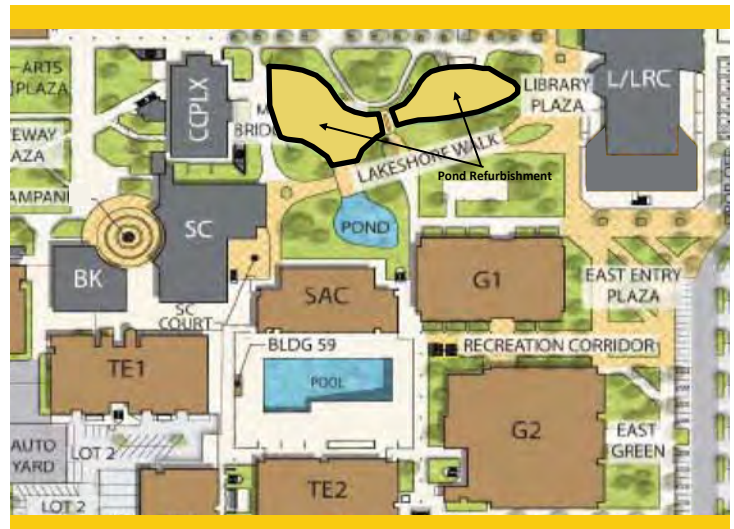 ARTS
PLAZA
CCPLX
M
BRIDG
LIBRARY
PLAZA
L/LRC
EWAY
AZA
LAKESHORE WALK
Pond Refurbishment
AMPANI
SC
POND
BK
SAC
G1
EAST ENTRY
PLAZA
SC
COURT
TE1
BLDG 59
RECREATION CORRIDOR
POOL
G2
EAST
GREEN
AUTO
YARD
LOT 2
TE2
LOT 2